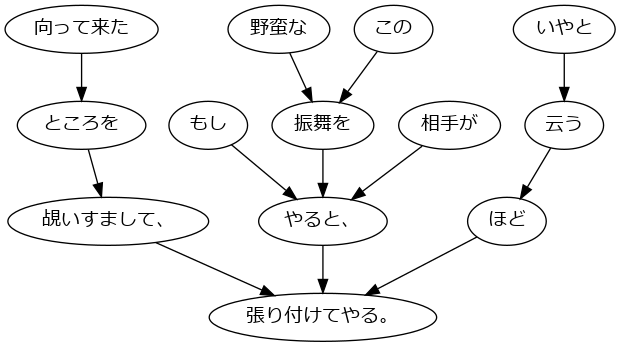 向って来た
野蛮な
この
いやと
ところを
もし
振舞を
相手が
云う
覘いすまして、
やると、
ほど
張り付けてやる。